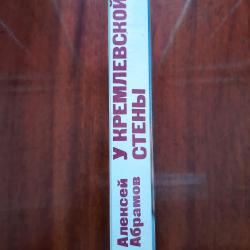 Алексей
Абрамов
У КРЕМЛЕВСКОЙ
СТЕНЫ